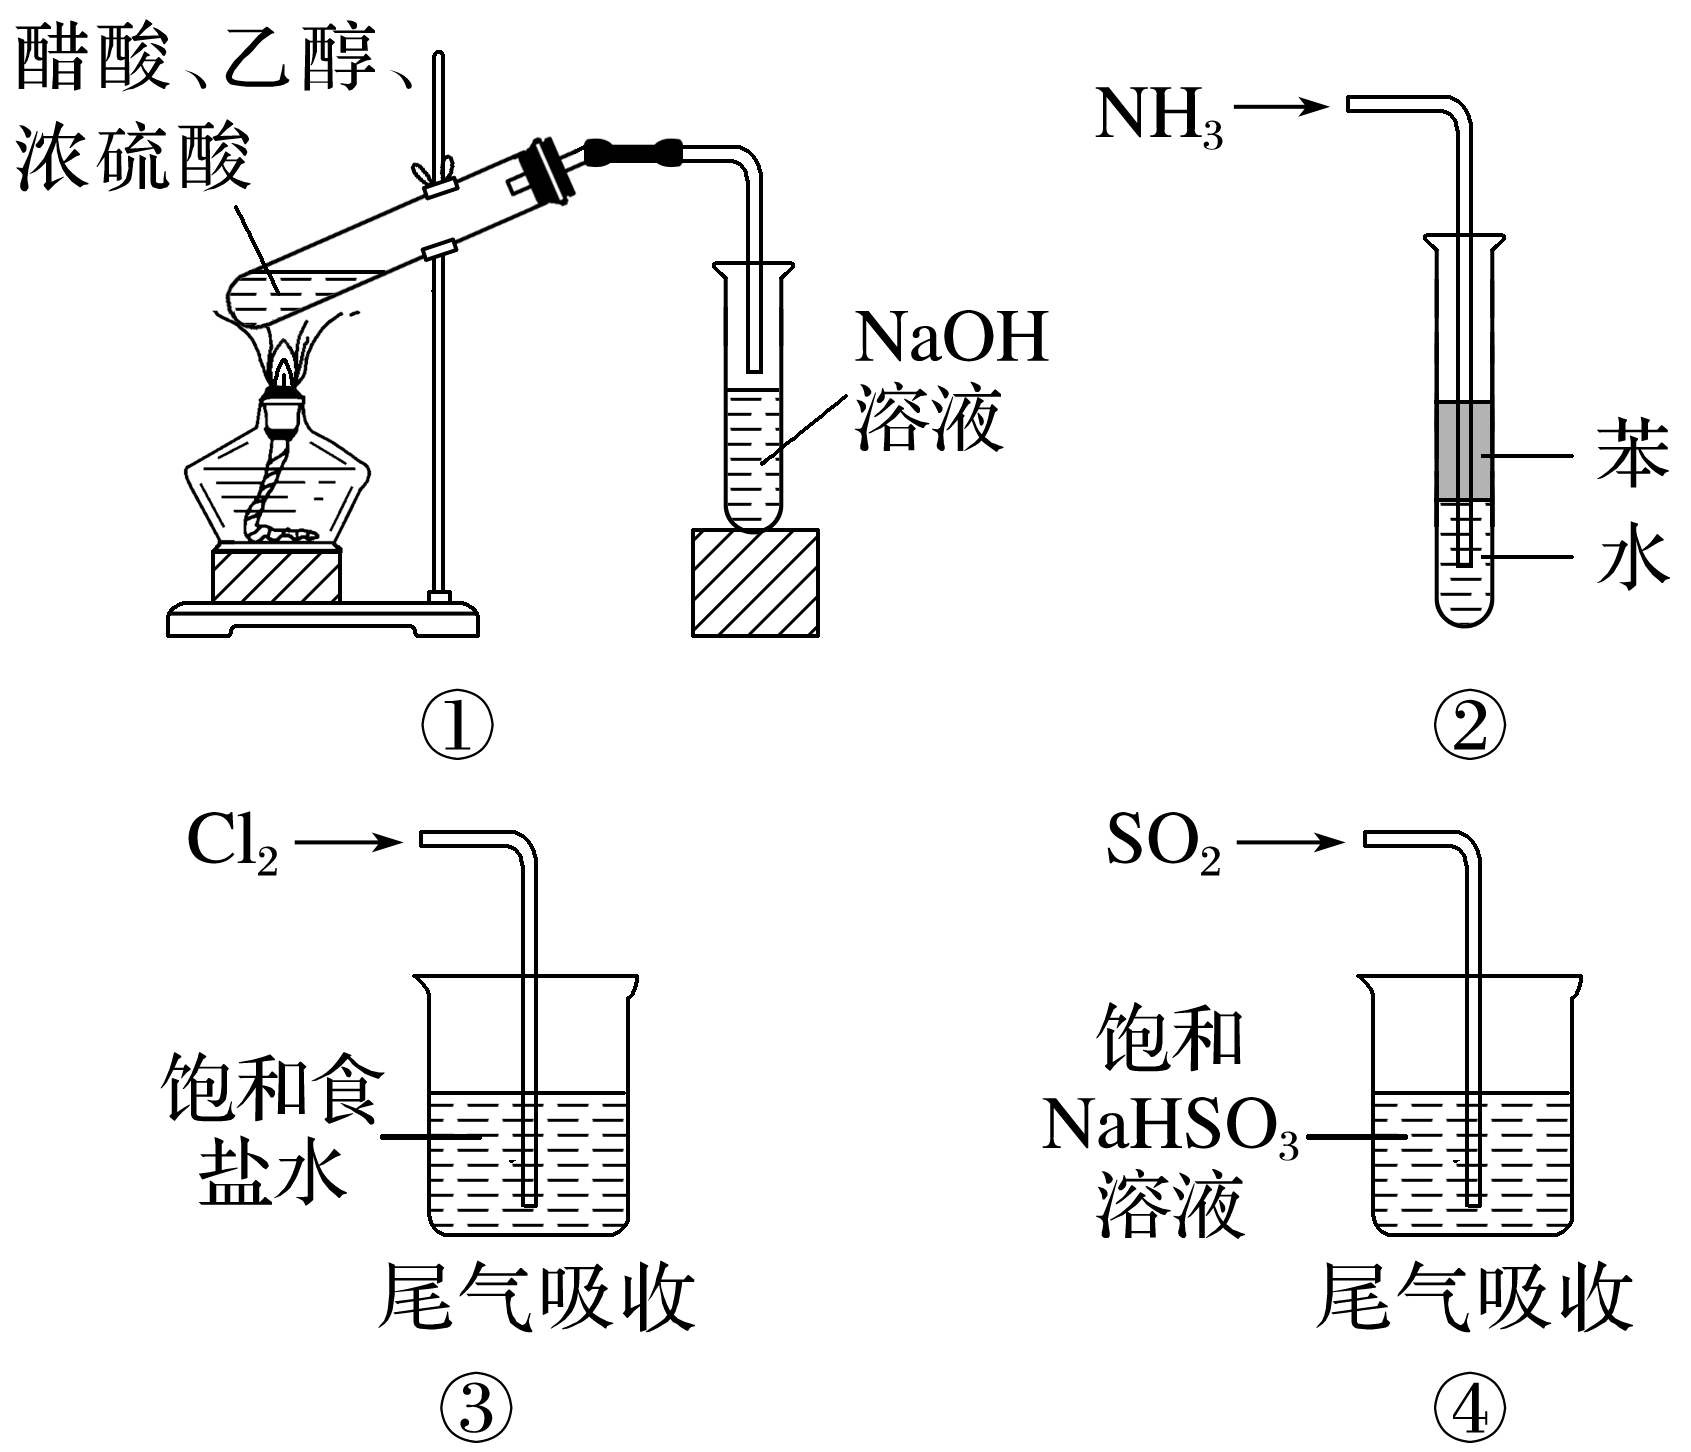 醋酸、乙醇、
浓硫酸
NaOH
溶液
①
NH₃
苯
水
②
Cl₂
饱和食
盐水
尾气吸收
③
SO₂
饱和
NaHSO₃
溶液
尾气吸收
④